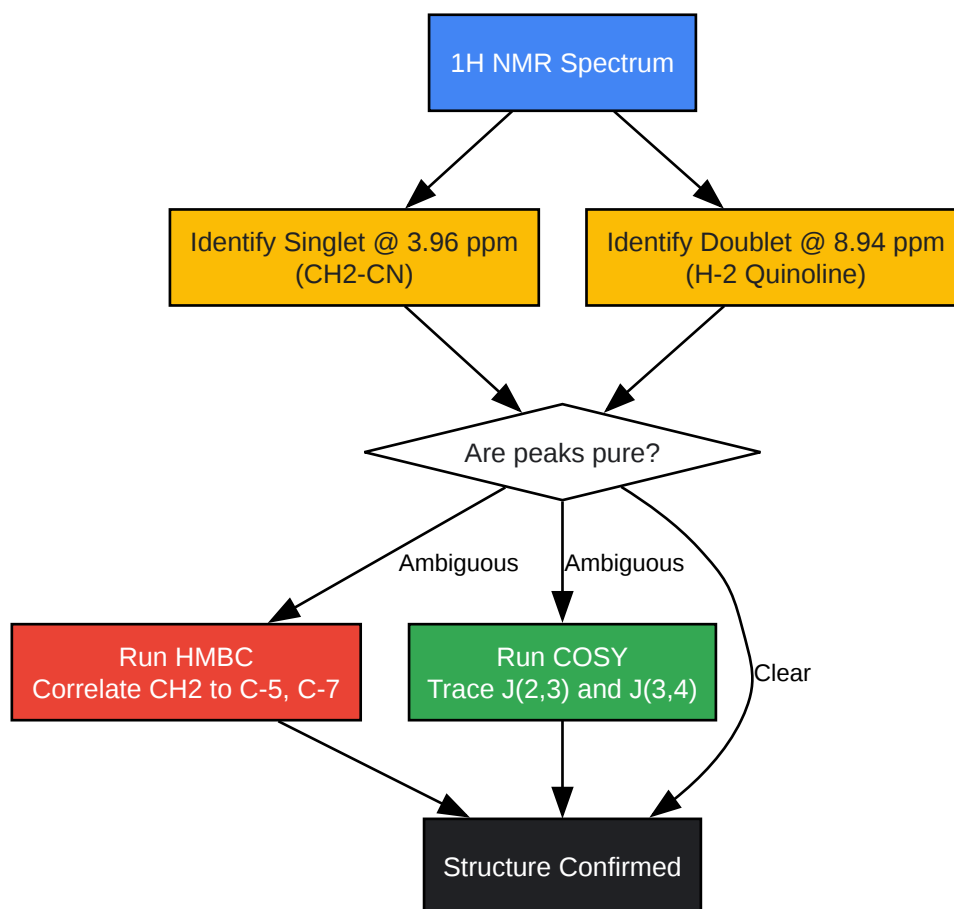 1H NMR Spectrum
Identify Singlet @ 3.96 ppm
(CH2-CN)
Identify Doublet @ 8.94 ppm
(H-2 Quinoline)
Are peaks pure?
Ambiguous
Ambiguous
Clear
Run HMBC
Correlate CH2 to C-5, C-7
Run COSY
Trace J(2,3) and J(3,4)
Structure Confirmed